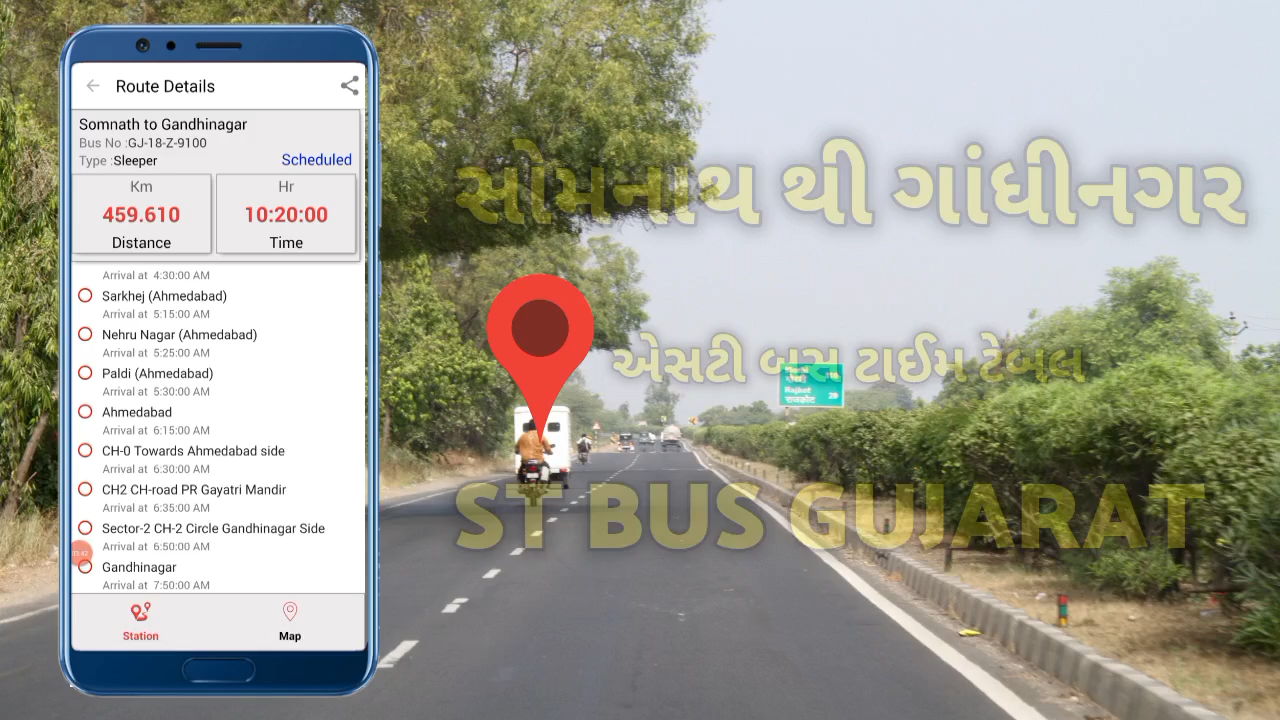 Route Details
Somnath to Gandhinagar
Bus No :GJ-18-Z-9100
Type :Sleeper
Scheduled
Km
459.610
Distance
Hr
10:20:00
Time
Arrival at 4:30:00 AM
Sarkhej (Ahmedabad)
Arrival at 5:15:00 AM
Nehru Nagar (Ahmedabad)
Arrival at 5:25:00 AM
Paldi (Ahmedabad)
Arrival at 5:30:00 AM
Ahmedabad
Arrival at 6:15:00 AM
CH-0 Towards Ahmedabad side
Arrival at 6:30:00 AM
CH2 CH-road PR Gayatri Mandir
Arrival at 6:35:00 AM
Sector-2 CH-2 Circle Gandhinagar Side
Arrival at 6:50:00 AM
Gandhinagar
Arrival at 7:50:00 AM
Station
Map
સોમનાથ થી ગાંધીનગર
એસટી બસ ટાઈમ ટેબલ
Rajkot
राजकोट 29
ST BUS GUJARAT